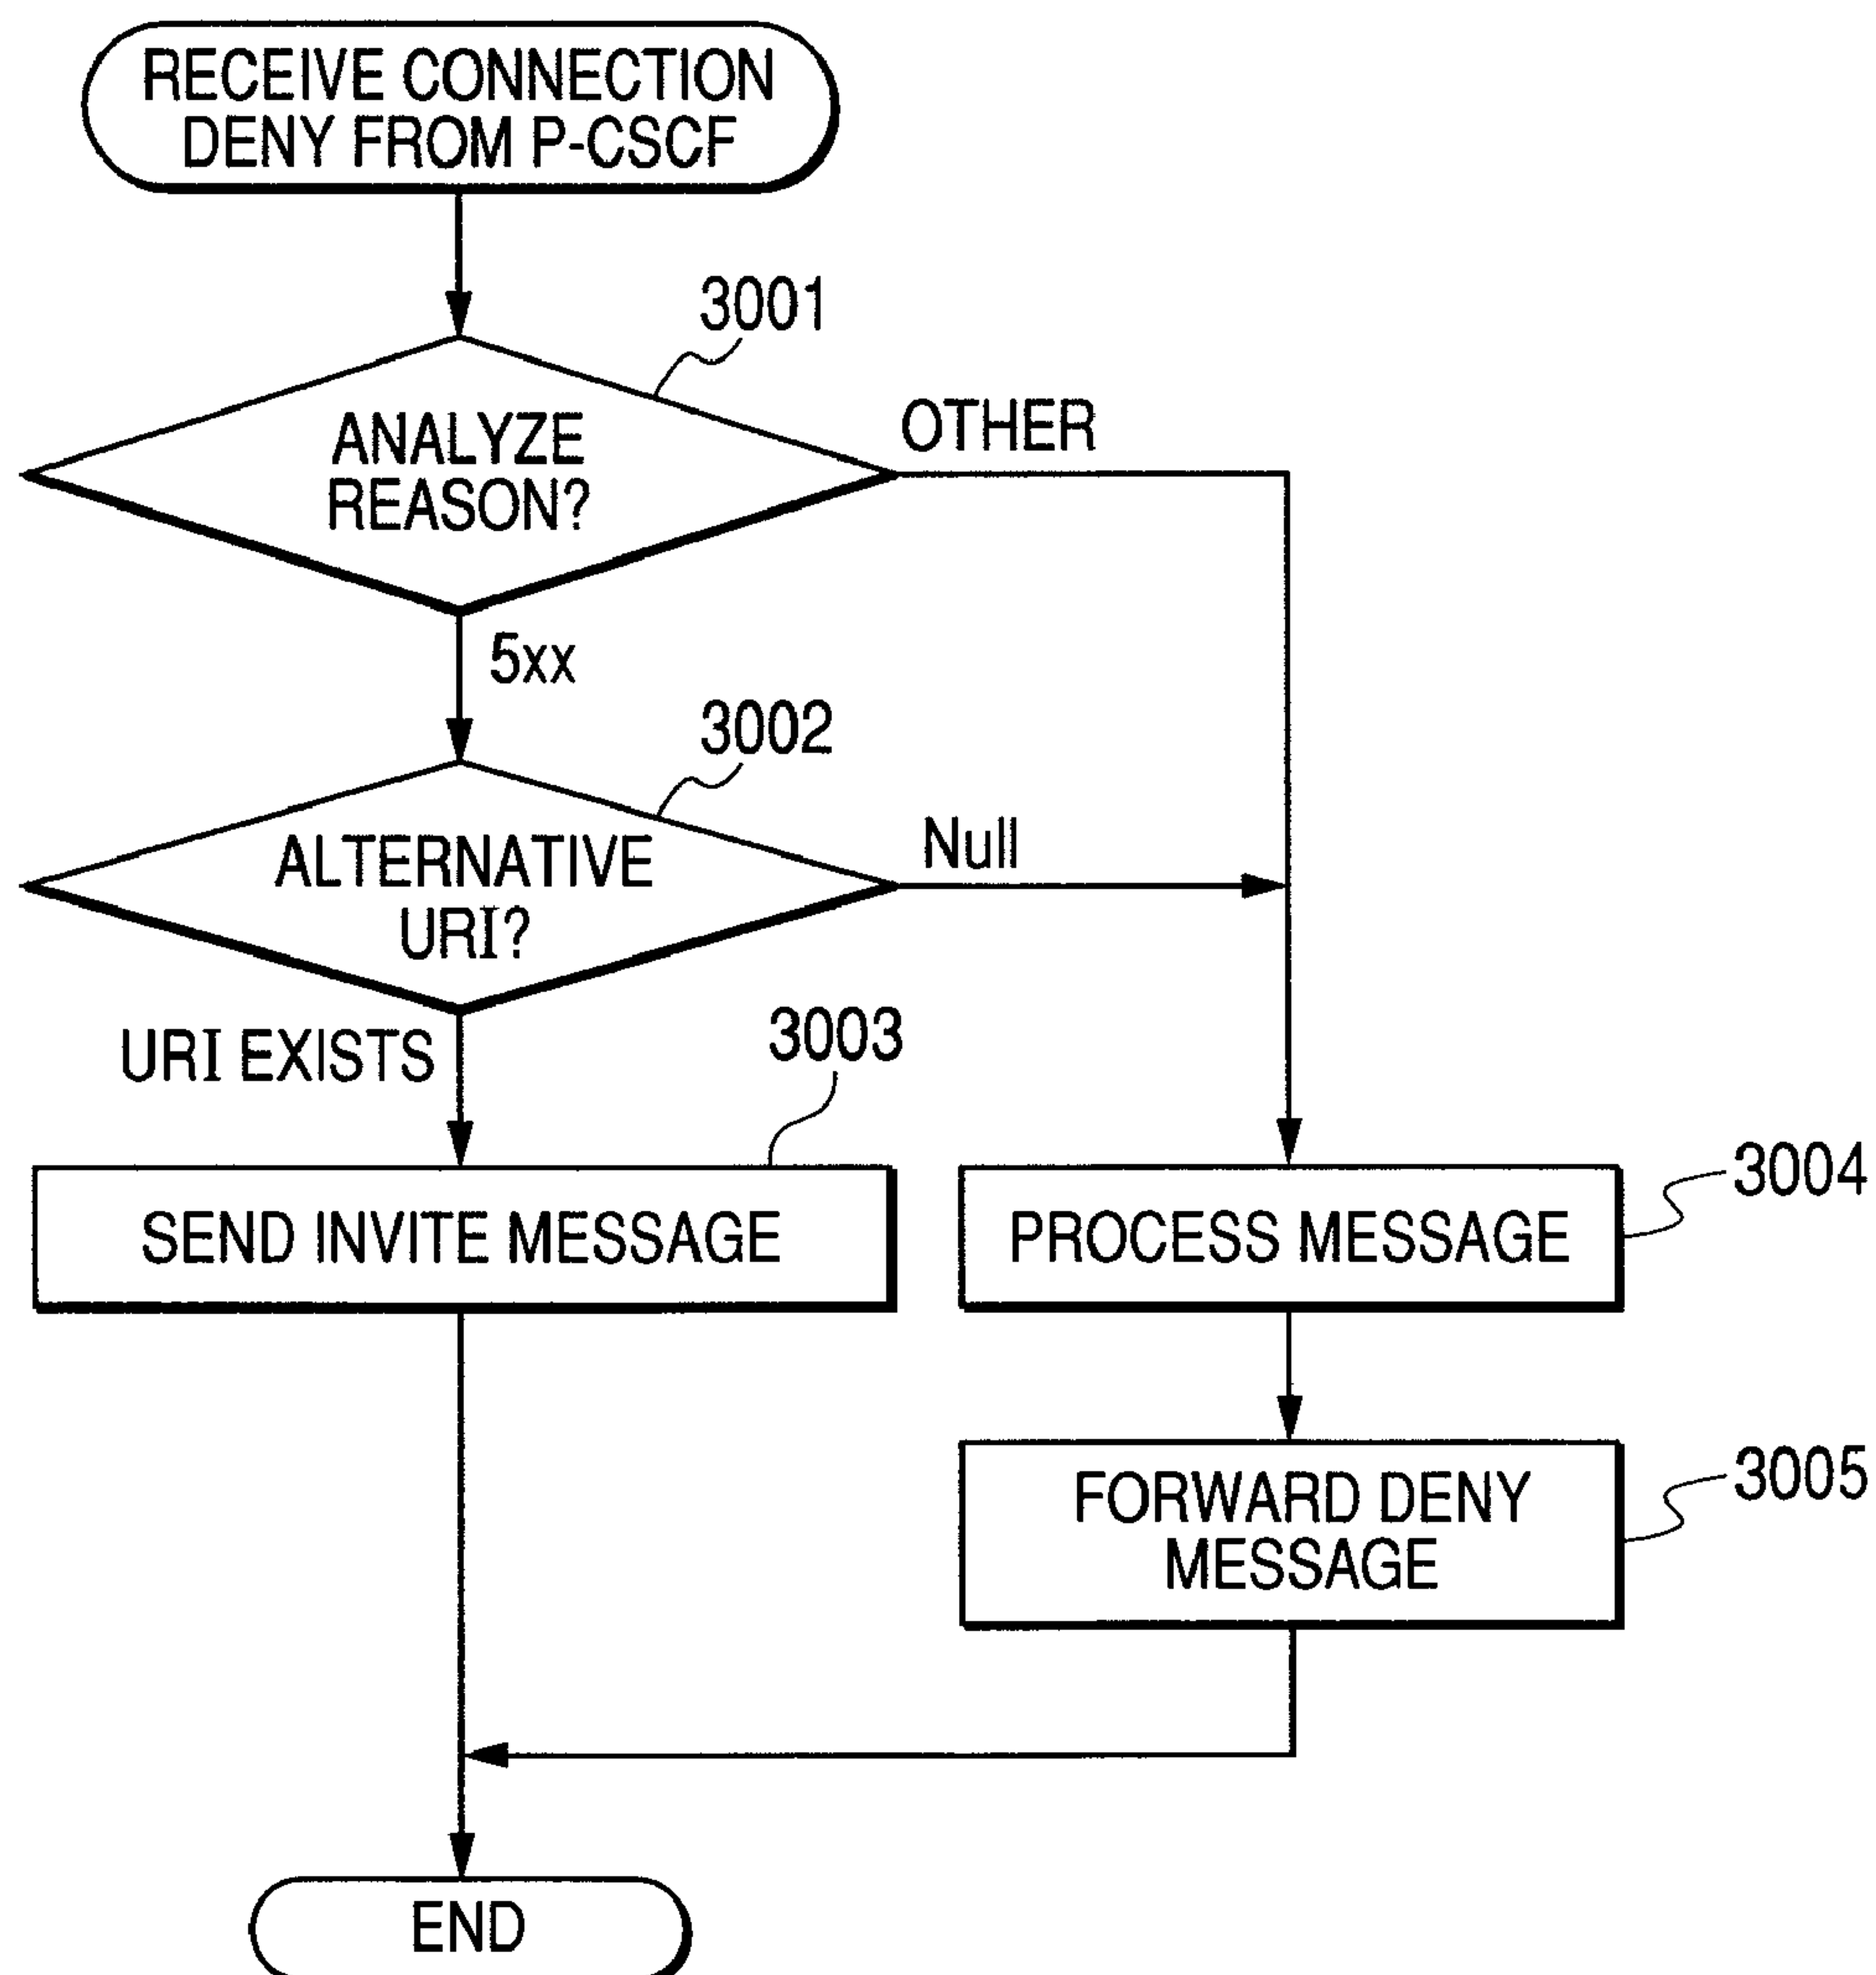 RECEIVE CONNECTION
DENY FROM P-CSCF
3001
ANALYZE
REASON?
OTHER
5xx
3002
ALTERNATIVE
URI?
Null
URI EXISTS
3003
SEND INVITE MESSAGE
PROCESS MESSAGE
3004
FORWARD DENY
MESSAGE
3005
END